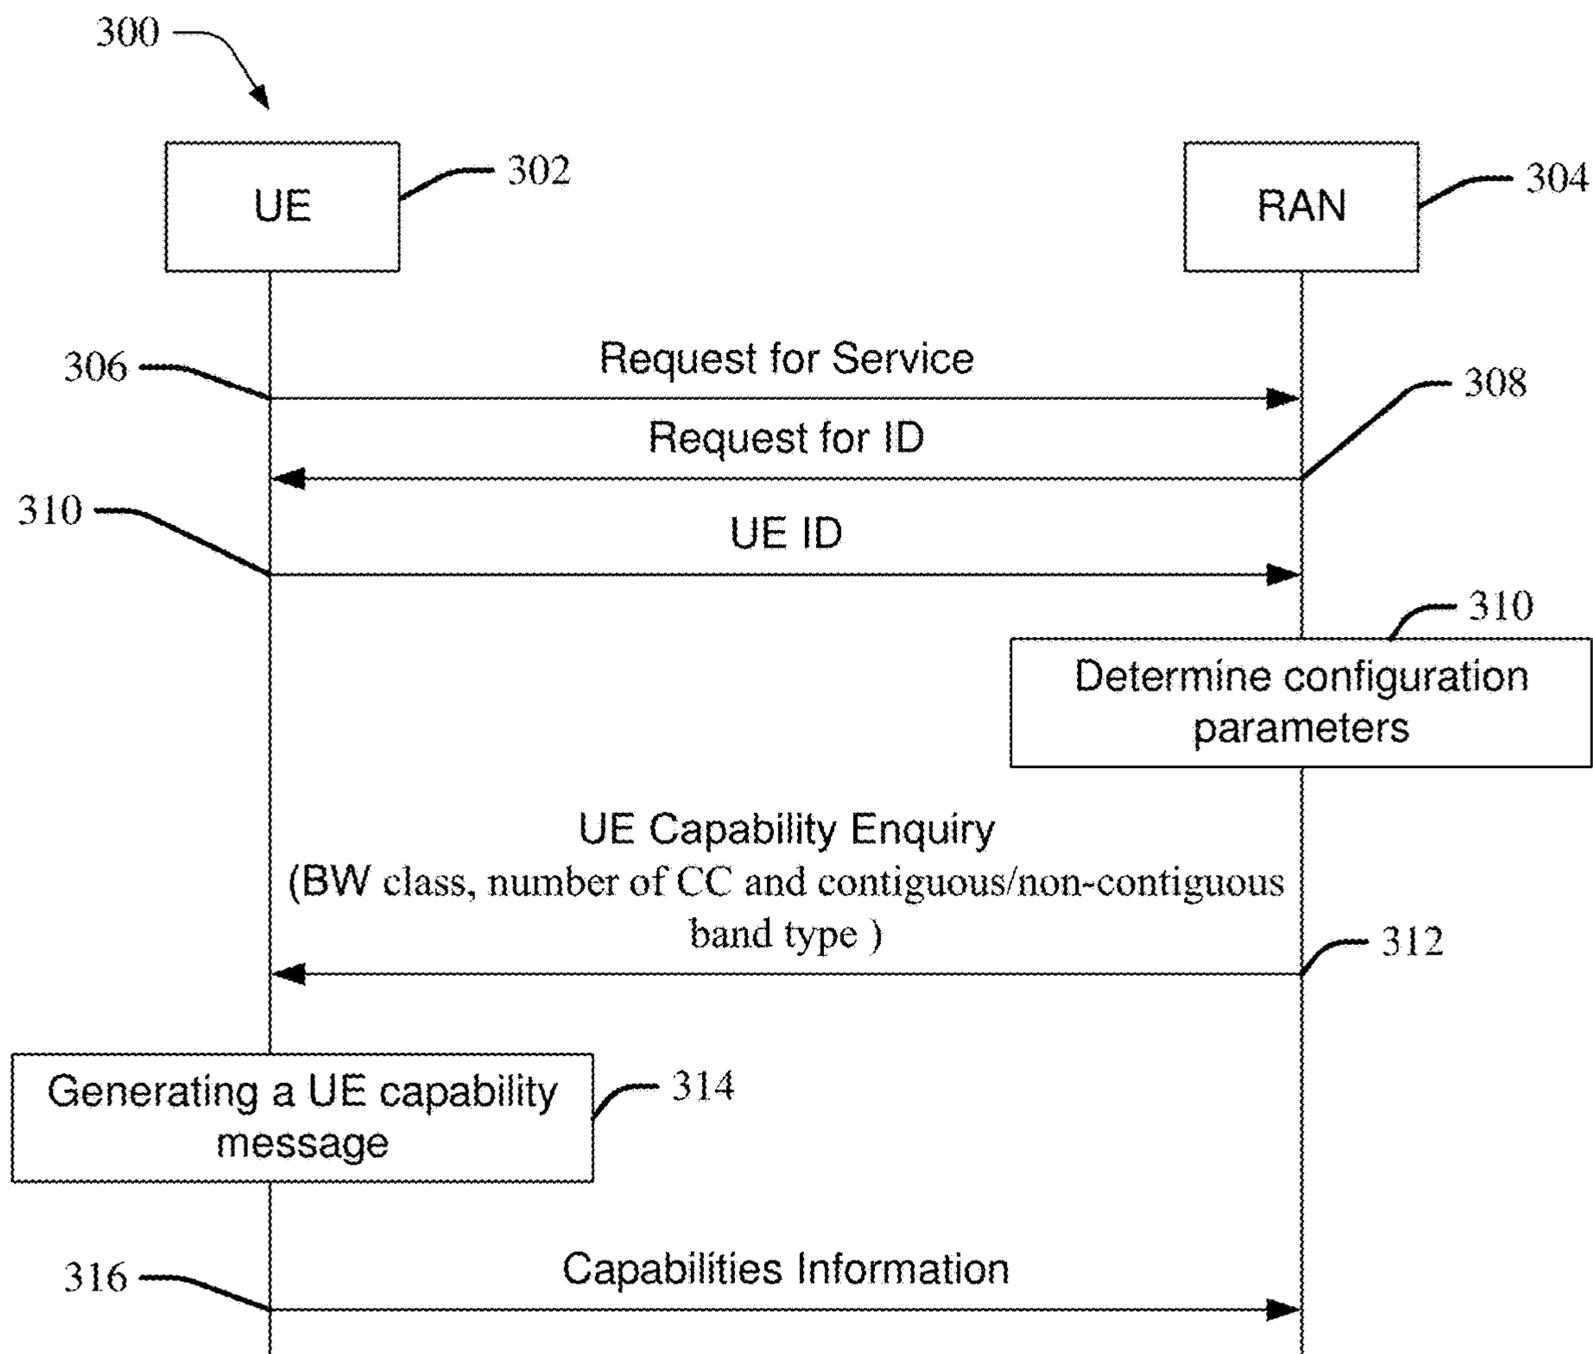 300
302
304
UE
RAN
306
Request for Service
308
Request for ID
310
UE ID
310
Determine configuration
parameters
UE Capability Enquiry
(BW class, number of CC and contiguous/non-contiguous
band type )
312
Generating a UE capability
message
314
316
Capabilities Information